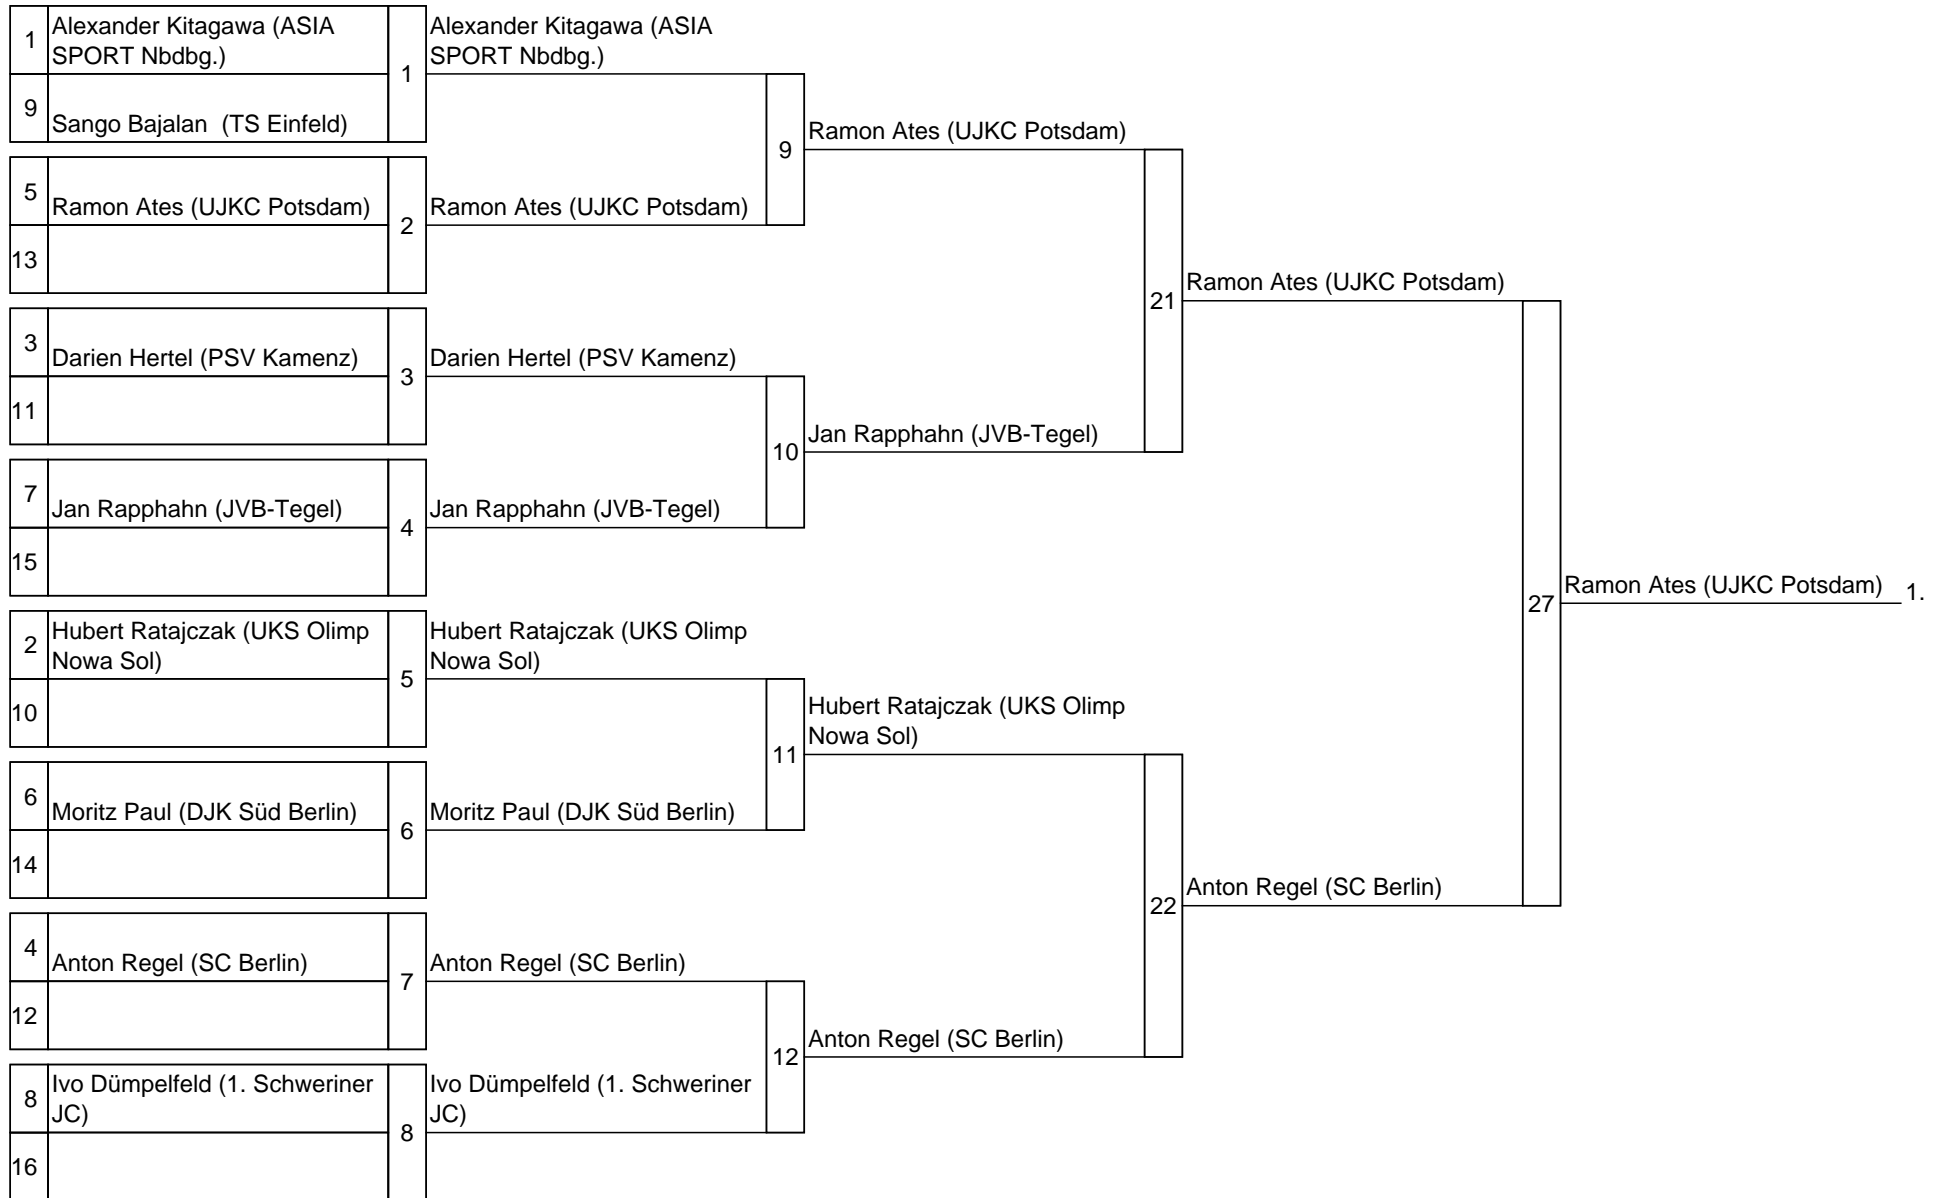 1
Alexander Kitagawa (ASIA
SPORT Nbdbg.)
9
Sango Bajalan  (TS Einfeld)
1
5
Ramon Ates (UJKC Potsdam)
13
2
3
Darien Hertel (PSV Kamenz)
11
3
7
Jan Rapphahn (JVB-Tegel)
15
4
2
Hubert Ratajczak (UKS Olimp
Nowa Sol)
10
5
6
Moritz Paul (DJK Süd Berlin)
14
6
4
Anton Regel (SC Berlin)
12
7
8
Ivo Dümpelfeld (1. Schweriner
JC)
16
8
Alexander Kitagawa (ASIA
SPORT Nbdbg.)
Ramon Ates (UJKC Potsdam)
9
Darien Hertel (PSV Kamenz)
Jan Rapphahn (JVB-Tegel)
10
Hubert Ratajczak (UKS Olimp
Nowa Sol)
Moritz Paul (DJK Süd Berlin)
11
Anton Regel (SC Berlin)
Ivo Dümpelfeld (1. Schweriner
JC)
12
Ramon Ates (UJKC Potsdam)
Jan Rapphahn (JVB-Tegel)
21
Hubert Ratajczak (UKS Olimp
Nowa Sol)
Anton Regel (SC Berlin)
22
Ramon Ates (UJKC Potsdam)
Anton Regel (SC Berlin)
27
Ramon Ates (UJKC Potsdam) 1.